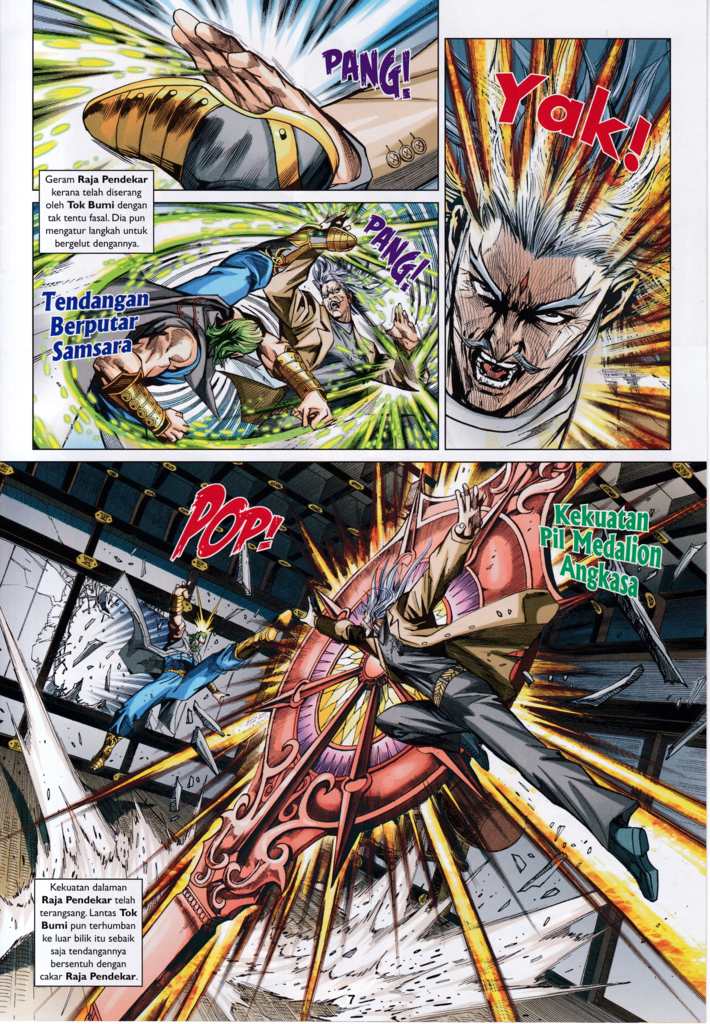 PANG!
Yak!
Geram Raja Pendekar
kerana telah diserang
oleh Tok Bumi dengan
tak tentu fasal. Dia pun
mengatur langkah untuk
bergelut dengannya.
PANG!
Tendangan
Berputar
Samsara
POP!
Kekuatan
Pil Medalion
Angkasa
Kekuatan dalaman
Raja Pendekar telah
terangsang. Lantas Tok
Bumi pun terhumban
ke luar bilik itu sebaik
saja tendangannya
bersentuh dengan
cakar Raja Pendekar.
7